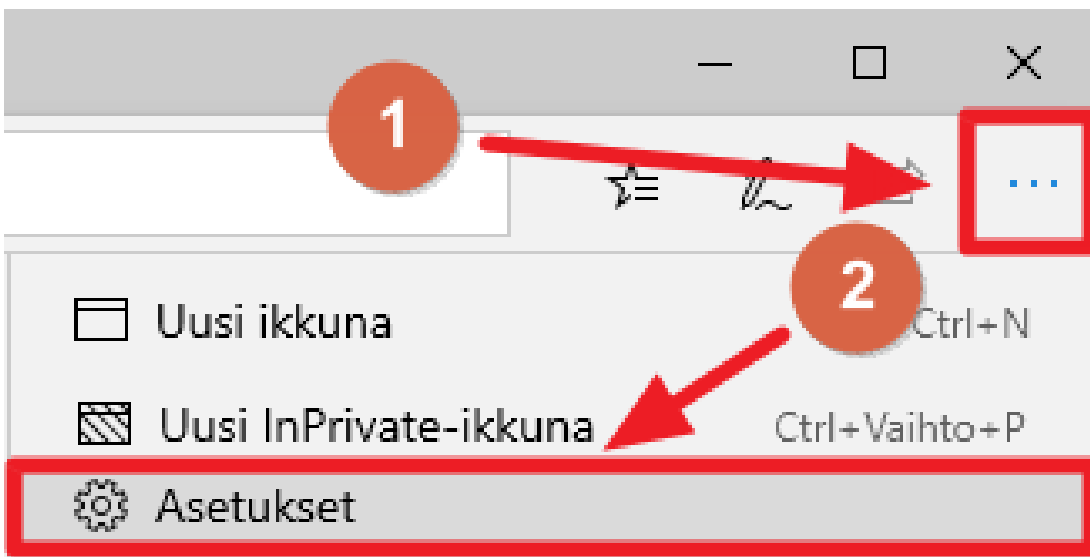 1
2
Uusi ikkuna Ctrl+N
Uusi InPrivate-ikkuna Ctrl+Vaihto+P
Asetukset